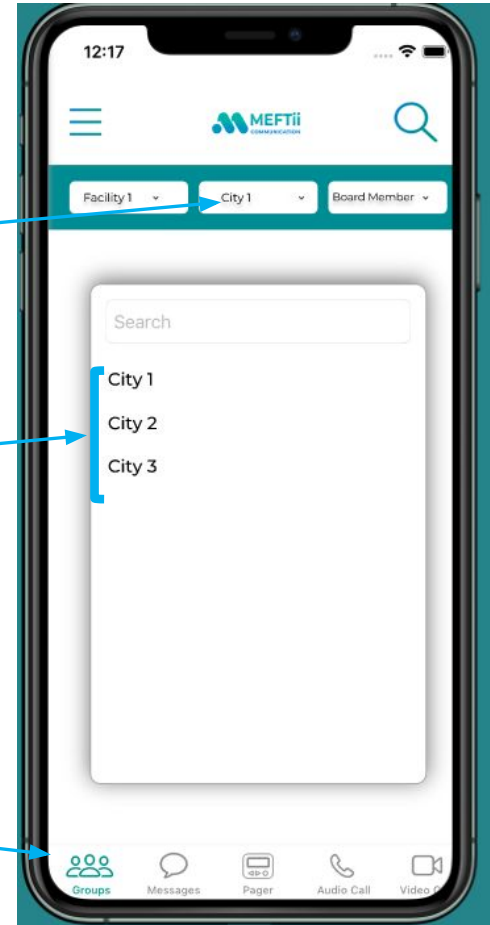 12:17
MEFTii
COMMUNICATION
Facility 1 City 1 Board Member
Search
City 1
City 2
City 3
Groups Messages Pager Audio Call Video